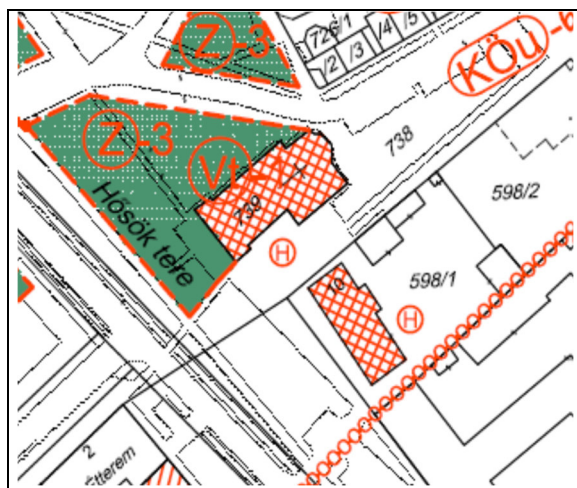 Z-3
726/1
/2
/3
/4
/5
KÖu-
Z-3
Vt-
738
598/2
739
Hősök tere
H
10
598/1
H
2